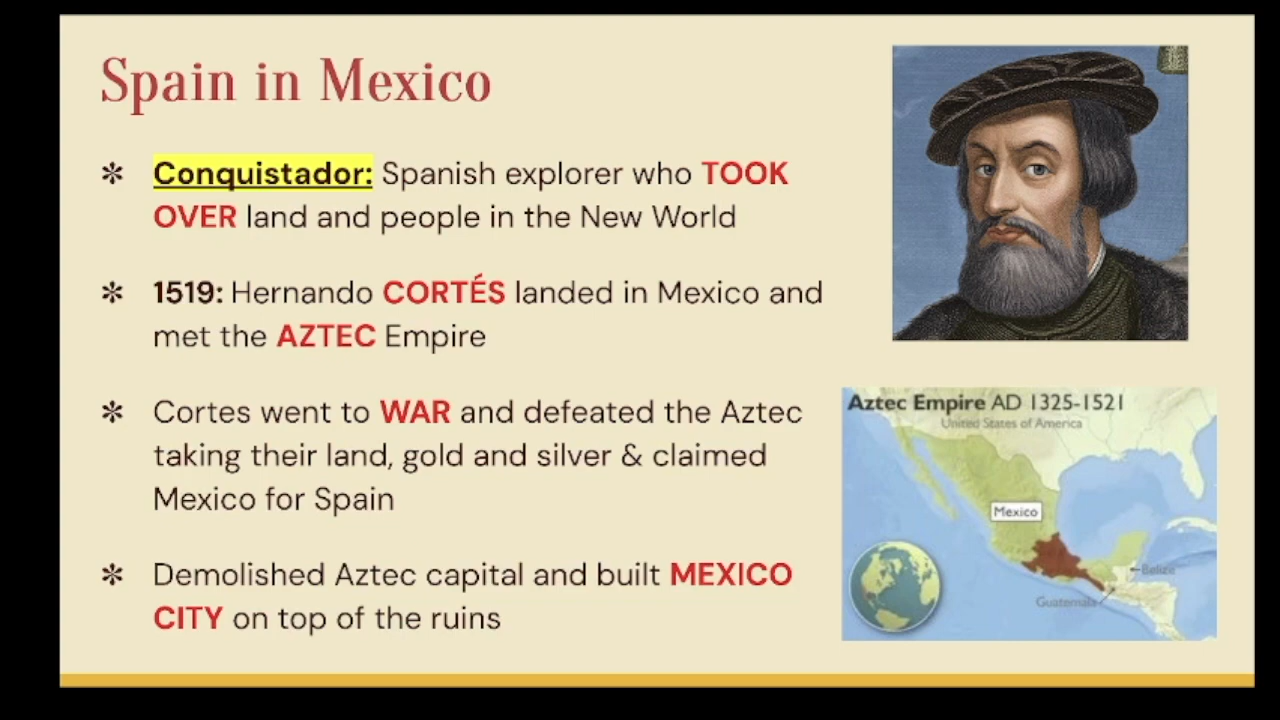 Spain in Mexico
✻ Conquistador: Spanish explorer who TOOK
OVER land and people in the New World
✻ 1519: Hernando CORTÉS landed in Mexico and
met the AZTEC Empire
✻ Cortes went to WAR and defeated the Aztec
taking their land, gold and silver & claimed
Mexico for Spain
✻ Demolished Aztec capital and built MEXICO
CITY on top of the ruins
Aztec Empire AD 1325-1521
United States of America
Mexico
Belize
Guatemala